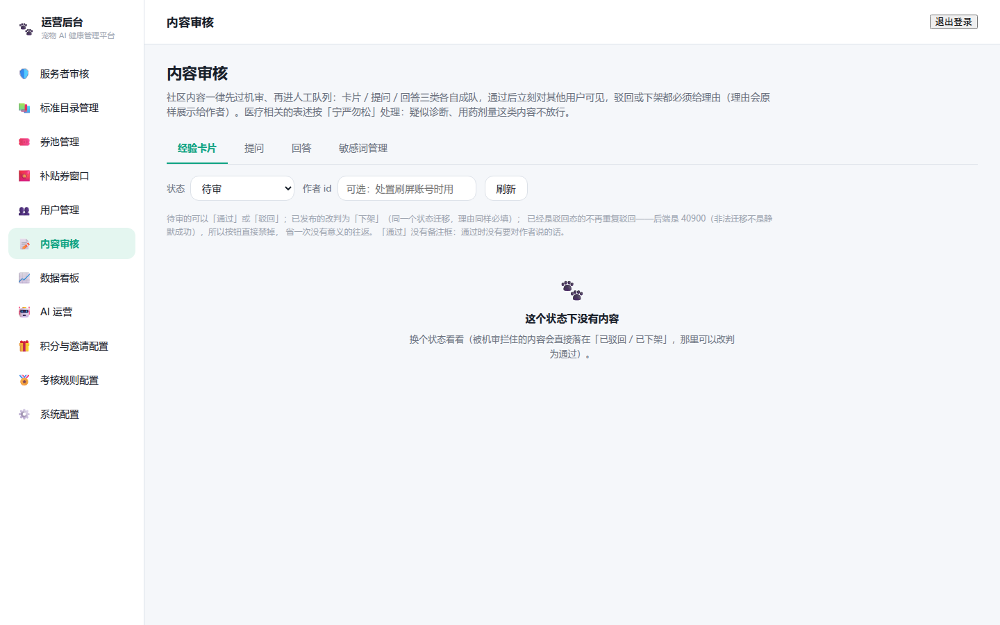 运营后台
宠物 AI 健康管理平台
服务者审核
标准目录管理
券池管理
补贴券窗口
用户管理
内容审核
数据看板
AI 运营
积分与邀请配置
考核规则配置
系统配置
内容审核
退出登录
内容审核
社区内容一律先过机审、再进人工队列：卡片 / 提问 / 回答三类各自成队，通过后立刻对其他用户可见，驳回或下架都必须给理由（理由会原
样展示给作者）。医疗相关的表述按「宁严勿松」处理：疑似诊断、用药剂量这类内容不放行。
经验卡片 提问 回答 敏感词管理
状态 待审 作者 id 可选：处置刷屏账号时用 刷新
待审的可以「通过」或「驳回」；已发布的改判为「下架」（同一个状态迁移，理由同样必填）； 已经是驳回态的不再重复驳回——后端是 40900（非法迁移不是静
默成功），所以按钮直接禁掉， 省一次没有意义的往返。「通过」没有备注框：通过时没有要对作者说的话。
这个状态下没有内容
换个状态看看（被机审拦住的内容会直接落在「已驳回 / 已下架」，那里可以改判
为通过）。